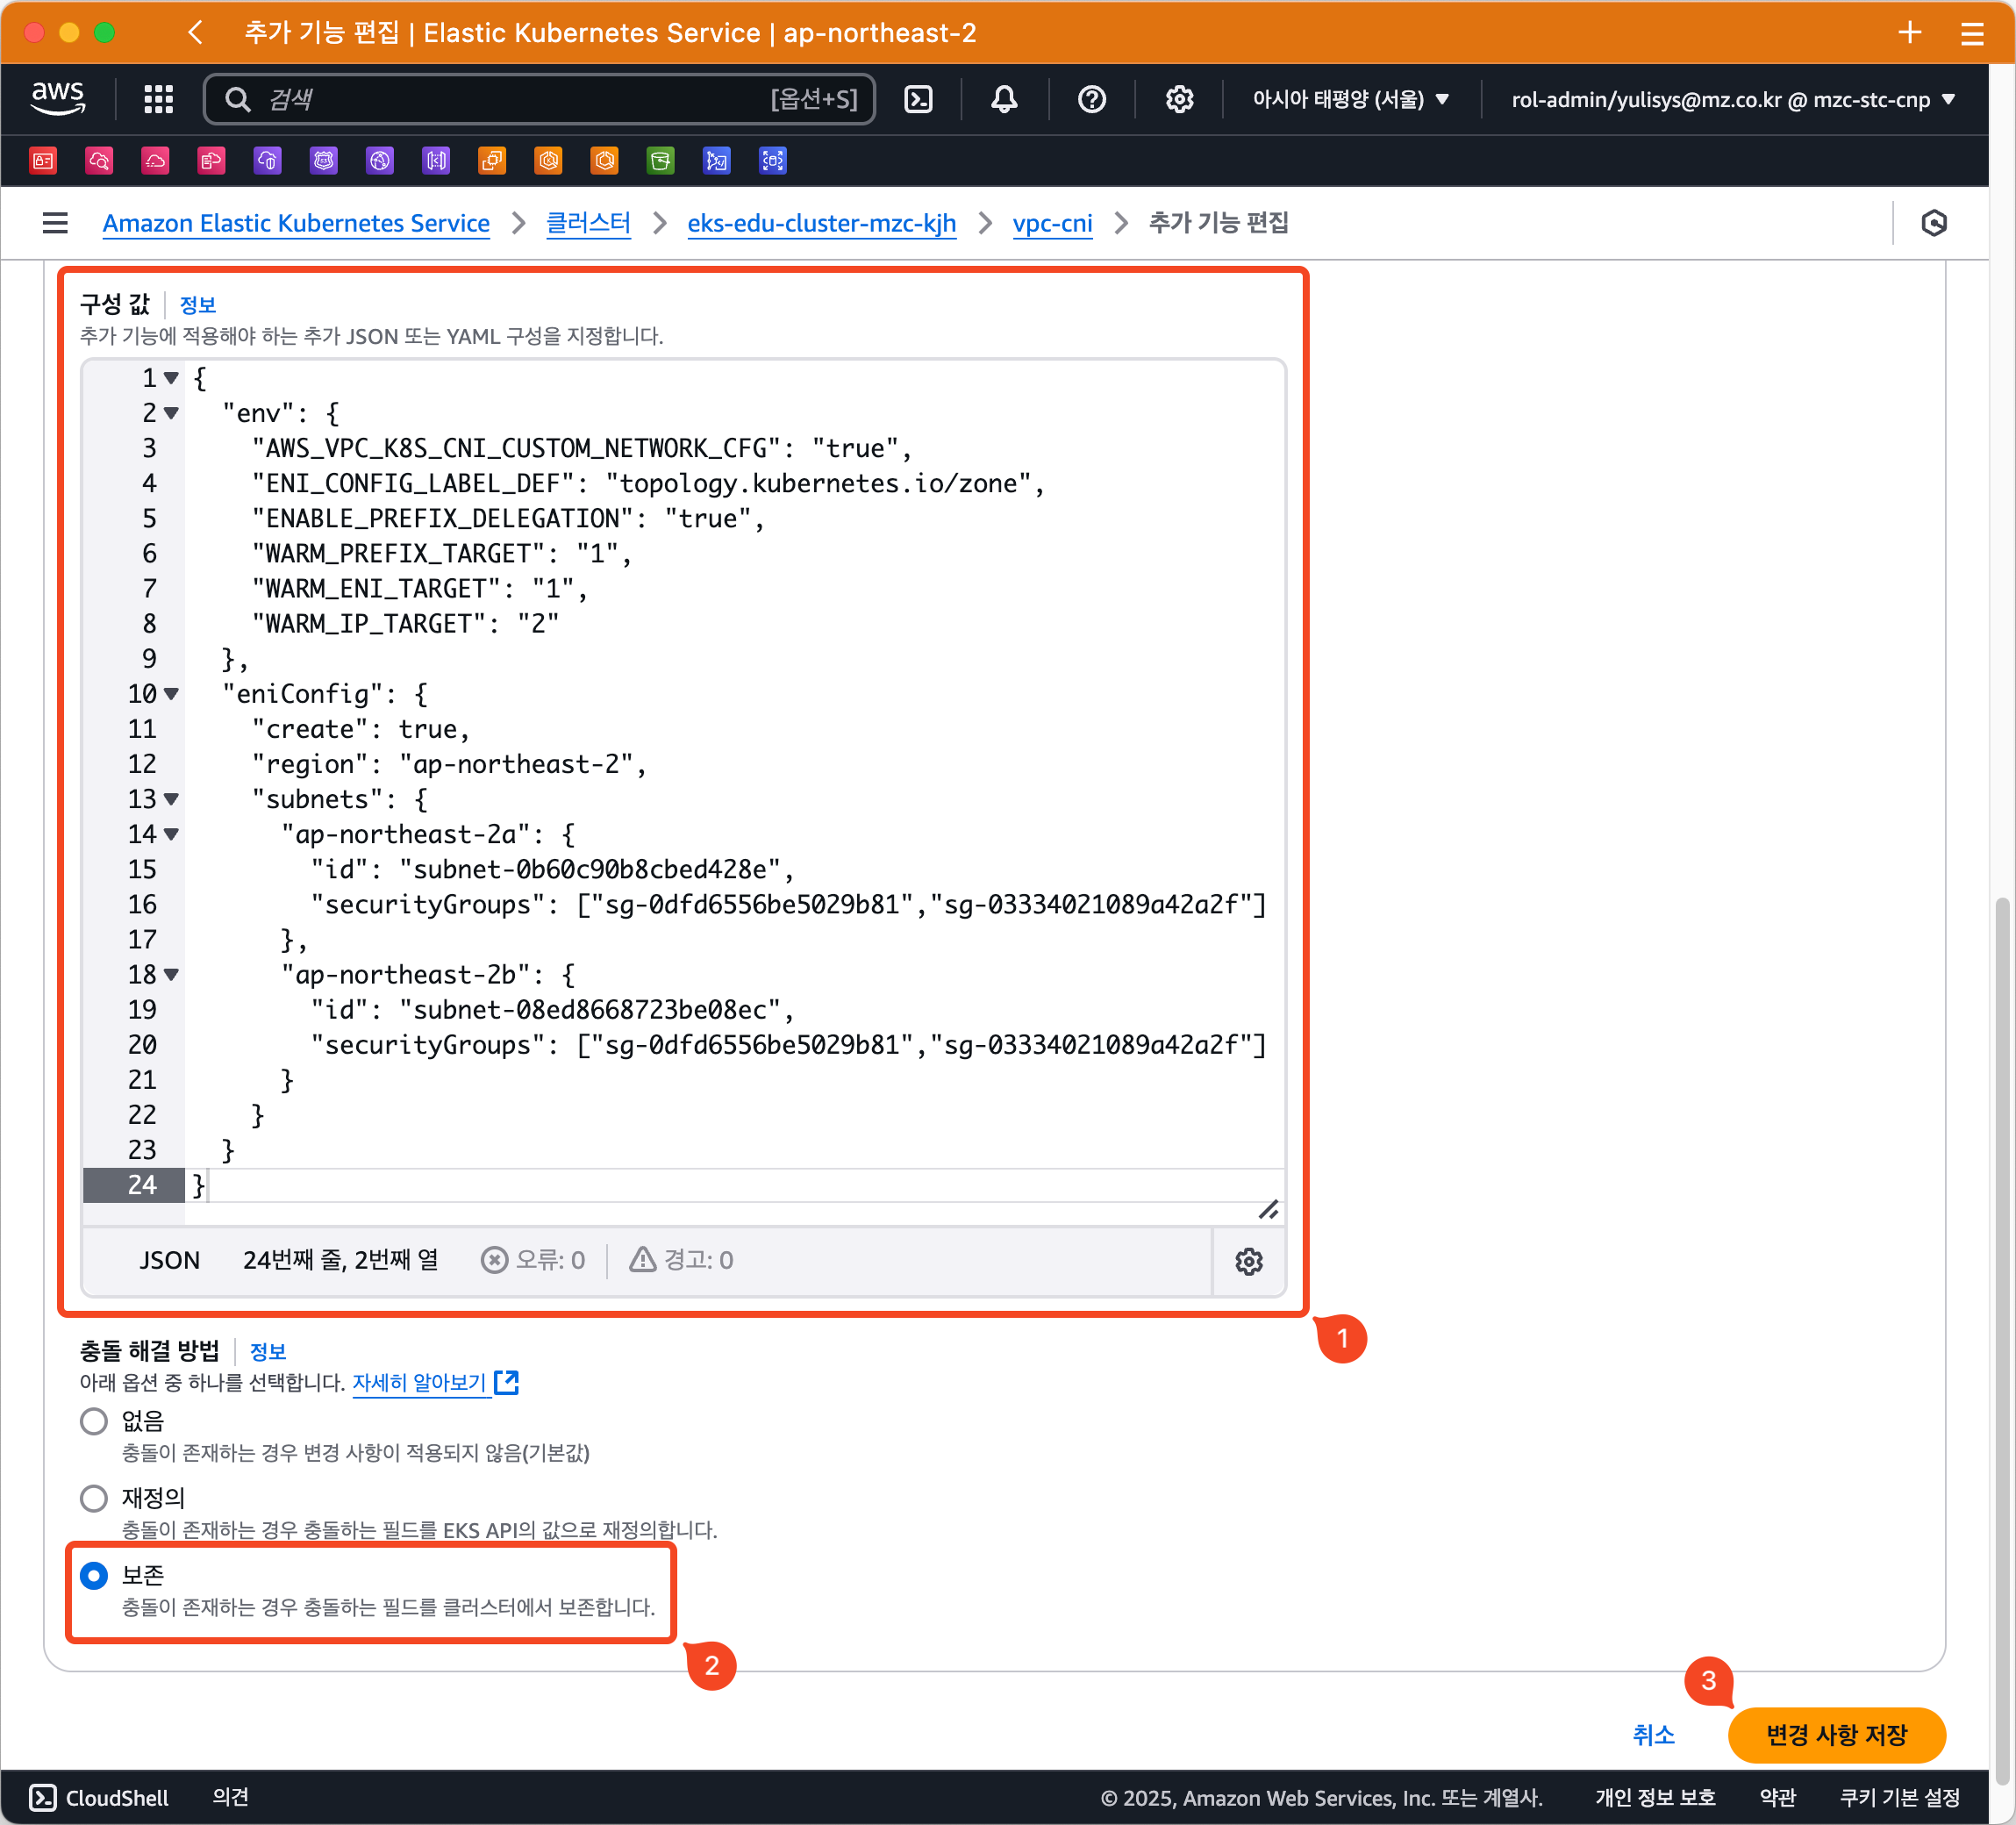 추가 기능 편집 | Elastic Kubernetes Service | ap-northeast-2
aws
검색
[옵션+S]
아시아 태평양 (서울)
rol-admin/yulisys@mz.co.kr @ mzc-stc-cnp
Amazon Elastic Kubernetes Service
클러스터
eks-edu-cluster-mzc-kjh
vpc-cni
추가 기능 편집
구성 값
정보
추가 기능에 적용해야 하는 추가 JSON 또는 YAML 구성을 지정합니다.
1 {
2 "env": {
3 "AWS_VPC_K8S_CNI_CUSTOM_NETWORK_CFG": "true",
4 "ENI_CONFIG_LABEL_DEF": "topology.kubernetes.io/zone",
5 "ENABLE_PREFIX_DELEGATION": "true",
6 "WARM_PREFIX_TARGET": "1",
7 "WARM_ENI_TARGET": "1",
8 "WARM_IP_TARGET": "2"
9 },
10 "eniConfig": {
11 "create": true,
12 "region": "ap-northeast-2",
13 "subnets": {
14 "ap-northeast-2a": {
15 "id": "subnet-0b60c90b8cbed428e",
16 "securityGroups": ["sg-0dfd6556be5029b81","sg-03334021089a42a2f"]
17 },
18 "ap-northeast-2b": {
19 "id": "subnet-08ed8668723be08ec",
20 "securityGroups": ["sg-0dfd6556be5029b81","sg-03334021089a42a2f"]
21 }
22 }
23 }
24 }
JSON
24번째 줄, 2번째 열
오류: 0
경고: 0
1
충돌 해결 방법
정보
아래 옵션 중 하나를 선택합니다. 자세히 알아보기
없음
충돌이 존재하는 경우 변경 사항이 적용되지 않음(기본값)
재정의
충돌이 존재하는 경우 충돌하는 필드를 EKS API의 값으로 재정의합니다.
보존
충돌이 존재하는 경우 충돌하는 필드를 클러스터에서 보존합니다.
2
3
취소
변경 사항 저장
CloudShell
의견
© 2025, Amazon Web Services, Inc. 또는 계열사.
개인 정보 보호
약관
쿠키 기본 설정